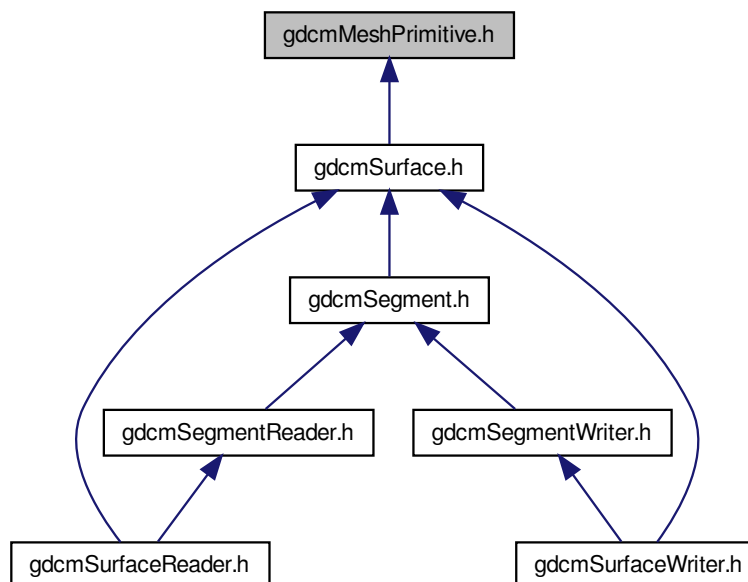 gdcmMeshPrimitive.h
gdcmSurface.h
gdcmSegment.h
gdcmSegmentReader.h
gdcmSegmentWriter.h
gdcmSurfaceReader.h
gdcmSurfaceWriter.h